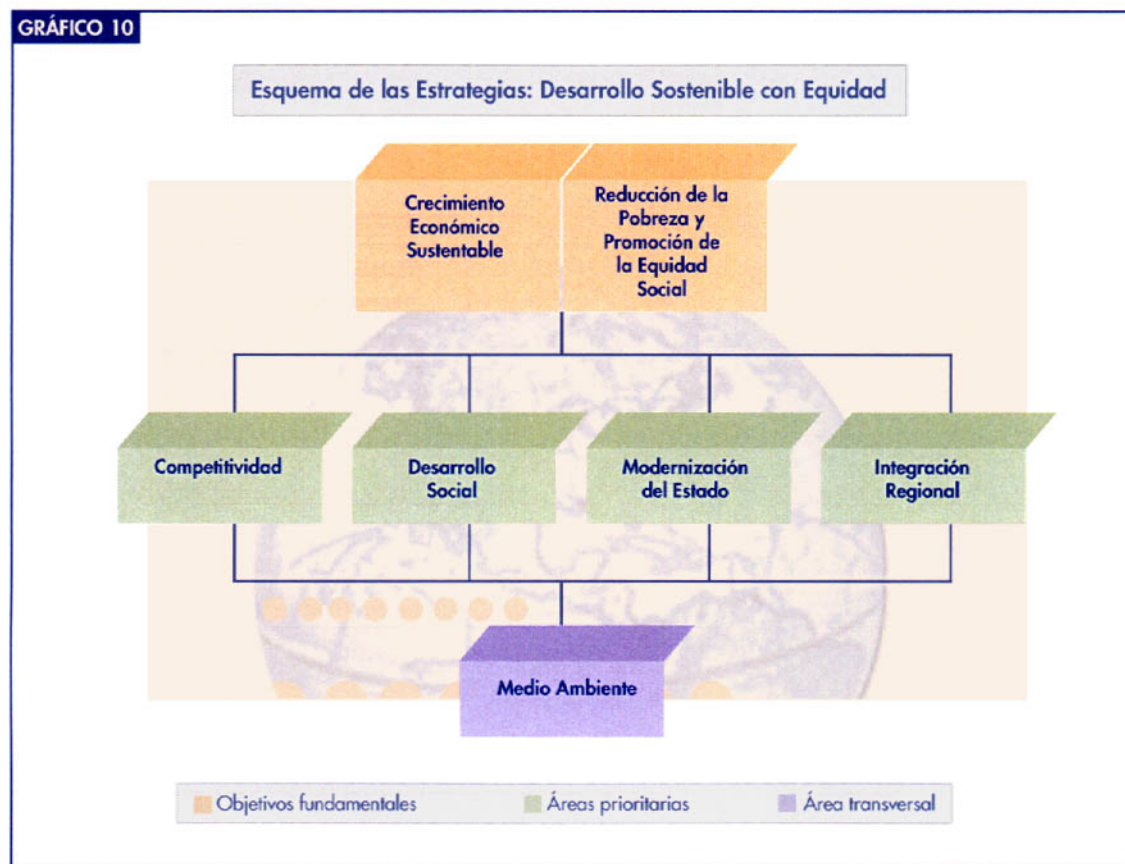 GRÁFICO 10
Esquema de las Estrategias: Desarrollo Sostenible con Equidad
Crecimiento
Económico
Sustentable
Reducción de la
Pobreza y
Promoción de
la Equidad
Social
Competitividad
Desarrollo
Social
Modernización
del Estado
Integración
Regional
Medio Ambiente
Objetivos fundamentales
Áreas prioritarias
Área transversal